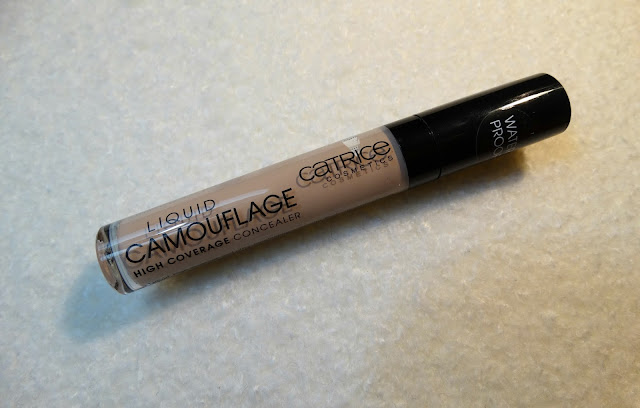 LIQUID
CAMOUFLAGE
HIGH COVERAGE CONCEALER
CATRICE
COSMETICS